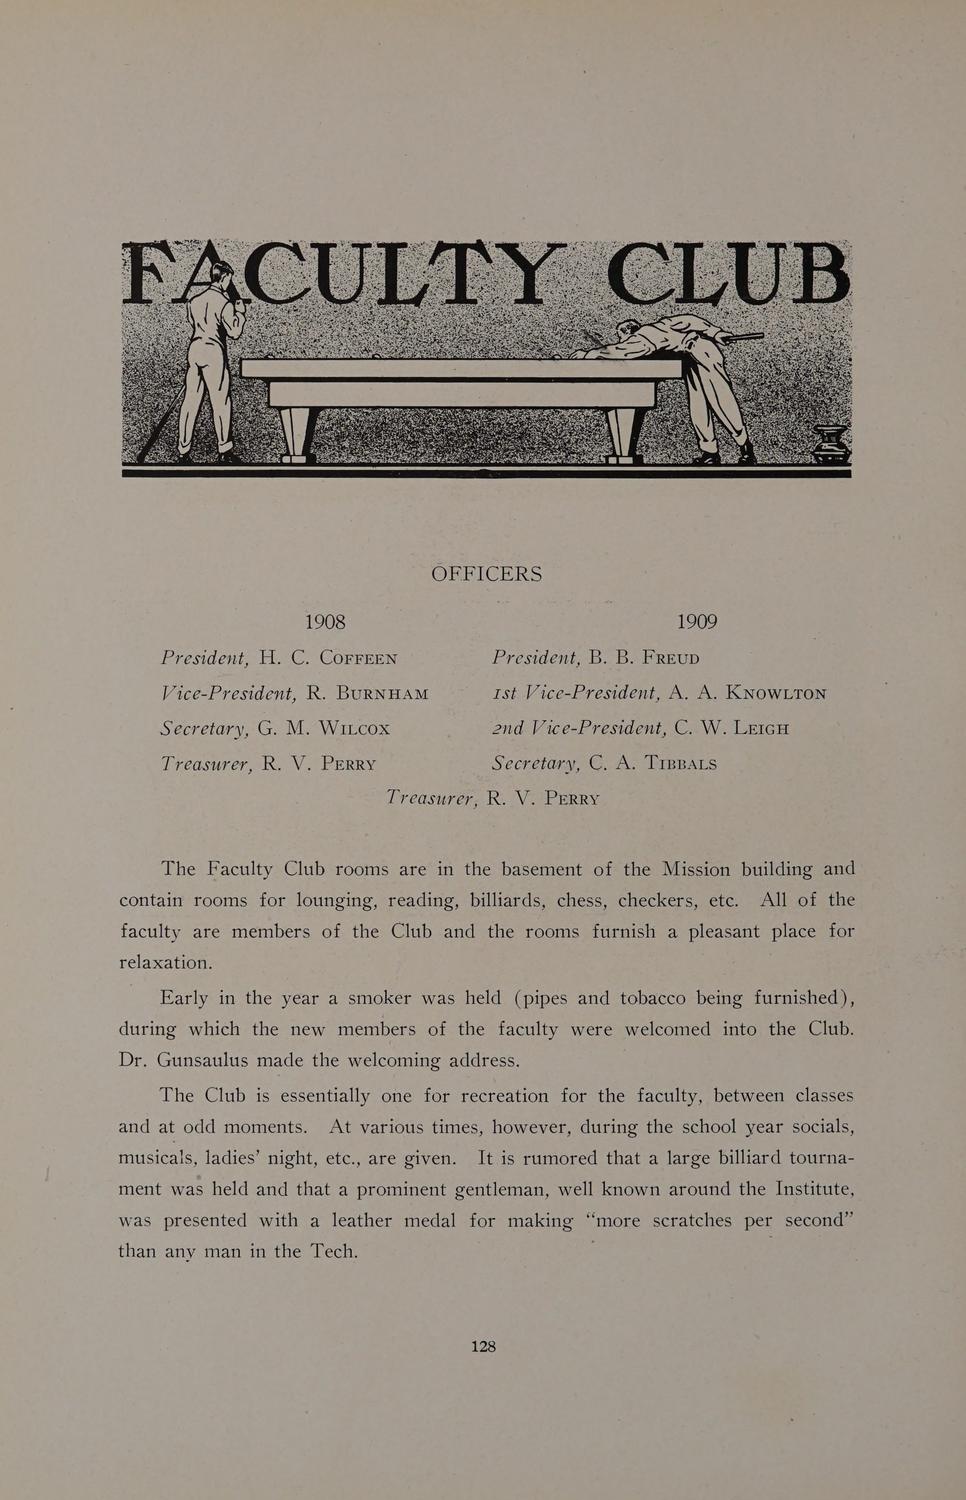 FACULTY CLUB
OFFICERS
1908
President, H. C. COFFEEN
Vice-President, R. BURNHAM
Secretary, G. M. WILCOX
Treasurer, R. V. PERRY
1909
President, B. B. FREUD
1st Vice-President, A. A. KNOWLTON
2nd Vice-President, C. W. LEIGH
Secretary, C. A. TIBBALS
Treasurer, R. V. PERRY
The Faculty Club rooms are in the basement of the Mission building and
contain rooms for lounging, reading, billiards, chess, checkers, etc. All of the
faculty are members of the Club and the rooms furnish a pleasant place for
relaxation.
Early in the year a smoker was held (pipes and tobacco being furnished),
during which the new members of the faculty were welcomed into the Club.
Dr. Gunsaulus made the welcoming address.
The Club is essentially one for recreation for the faculty, between classes
and at odd moments. At various times, however, during the school year socials,
musicals, ladies' night, etc., are given. It is rumored that a large billiard tourna-
ment was held and that a prominent gentleman, well known around the Institute,
was presented with a leather medal for making “more scratches per second”
than any man in the Tech.
128